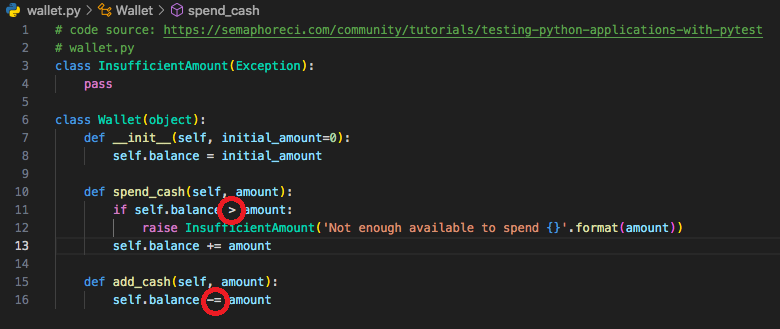 wallet.py > Wallet > spend_cash
1 # code source: https://semaphoreci.com/community/tutorials/testing-python-applications-with-pytest
2 # wallet.py
3 class InsufficientAmount(Exception):
4 pass
5
6 class Wallet(object):
7 def __init__(self, initial_amount=0):
8 self.balance = initial_amount
9
10 def spend_cash(self, amount):
11 if self.balance > amount:
12 raise InsufficientAmount('Not enough available to spend {}'.format(amount))
13 self.balance += amount
14
15 def add_cash(self, amount):
16 self.balance -= amount